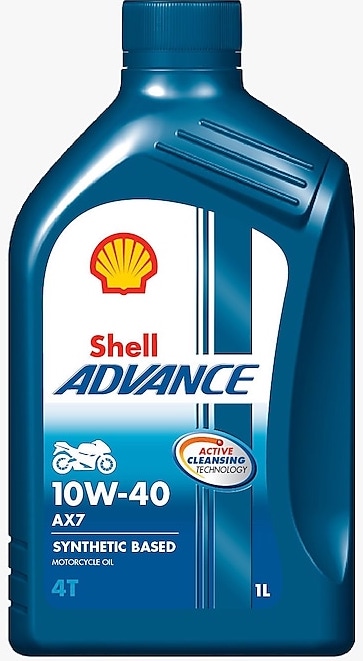 Shell
ADVANCE
ACTIVE
CLEANSING
TECHNOLOGY
10W-40
AX7
SYNTHETIC BASED
MOTORCYCLE OIL
4T 1L